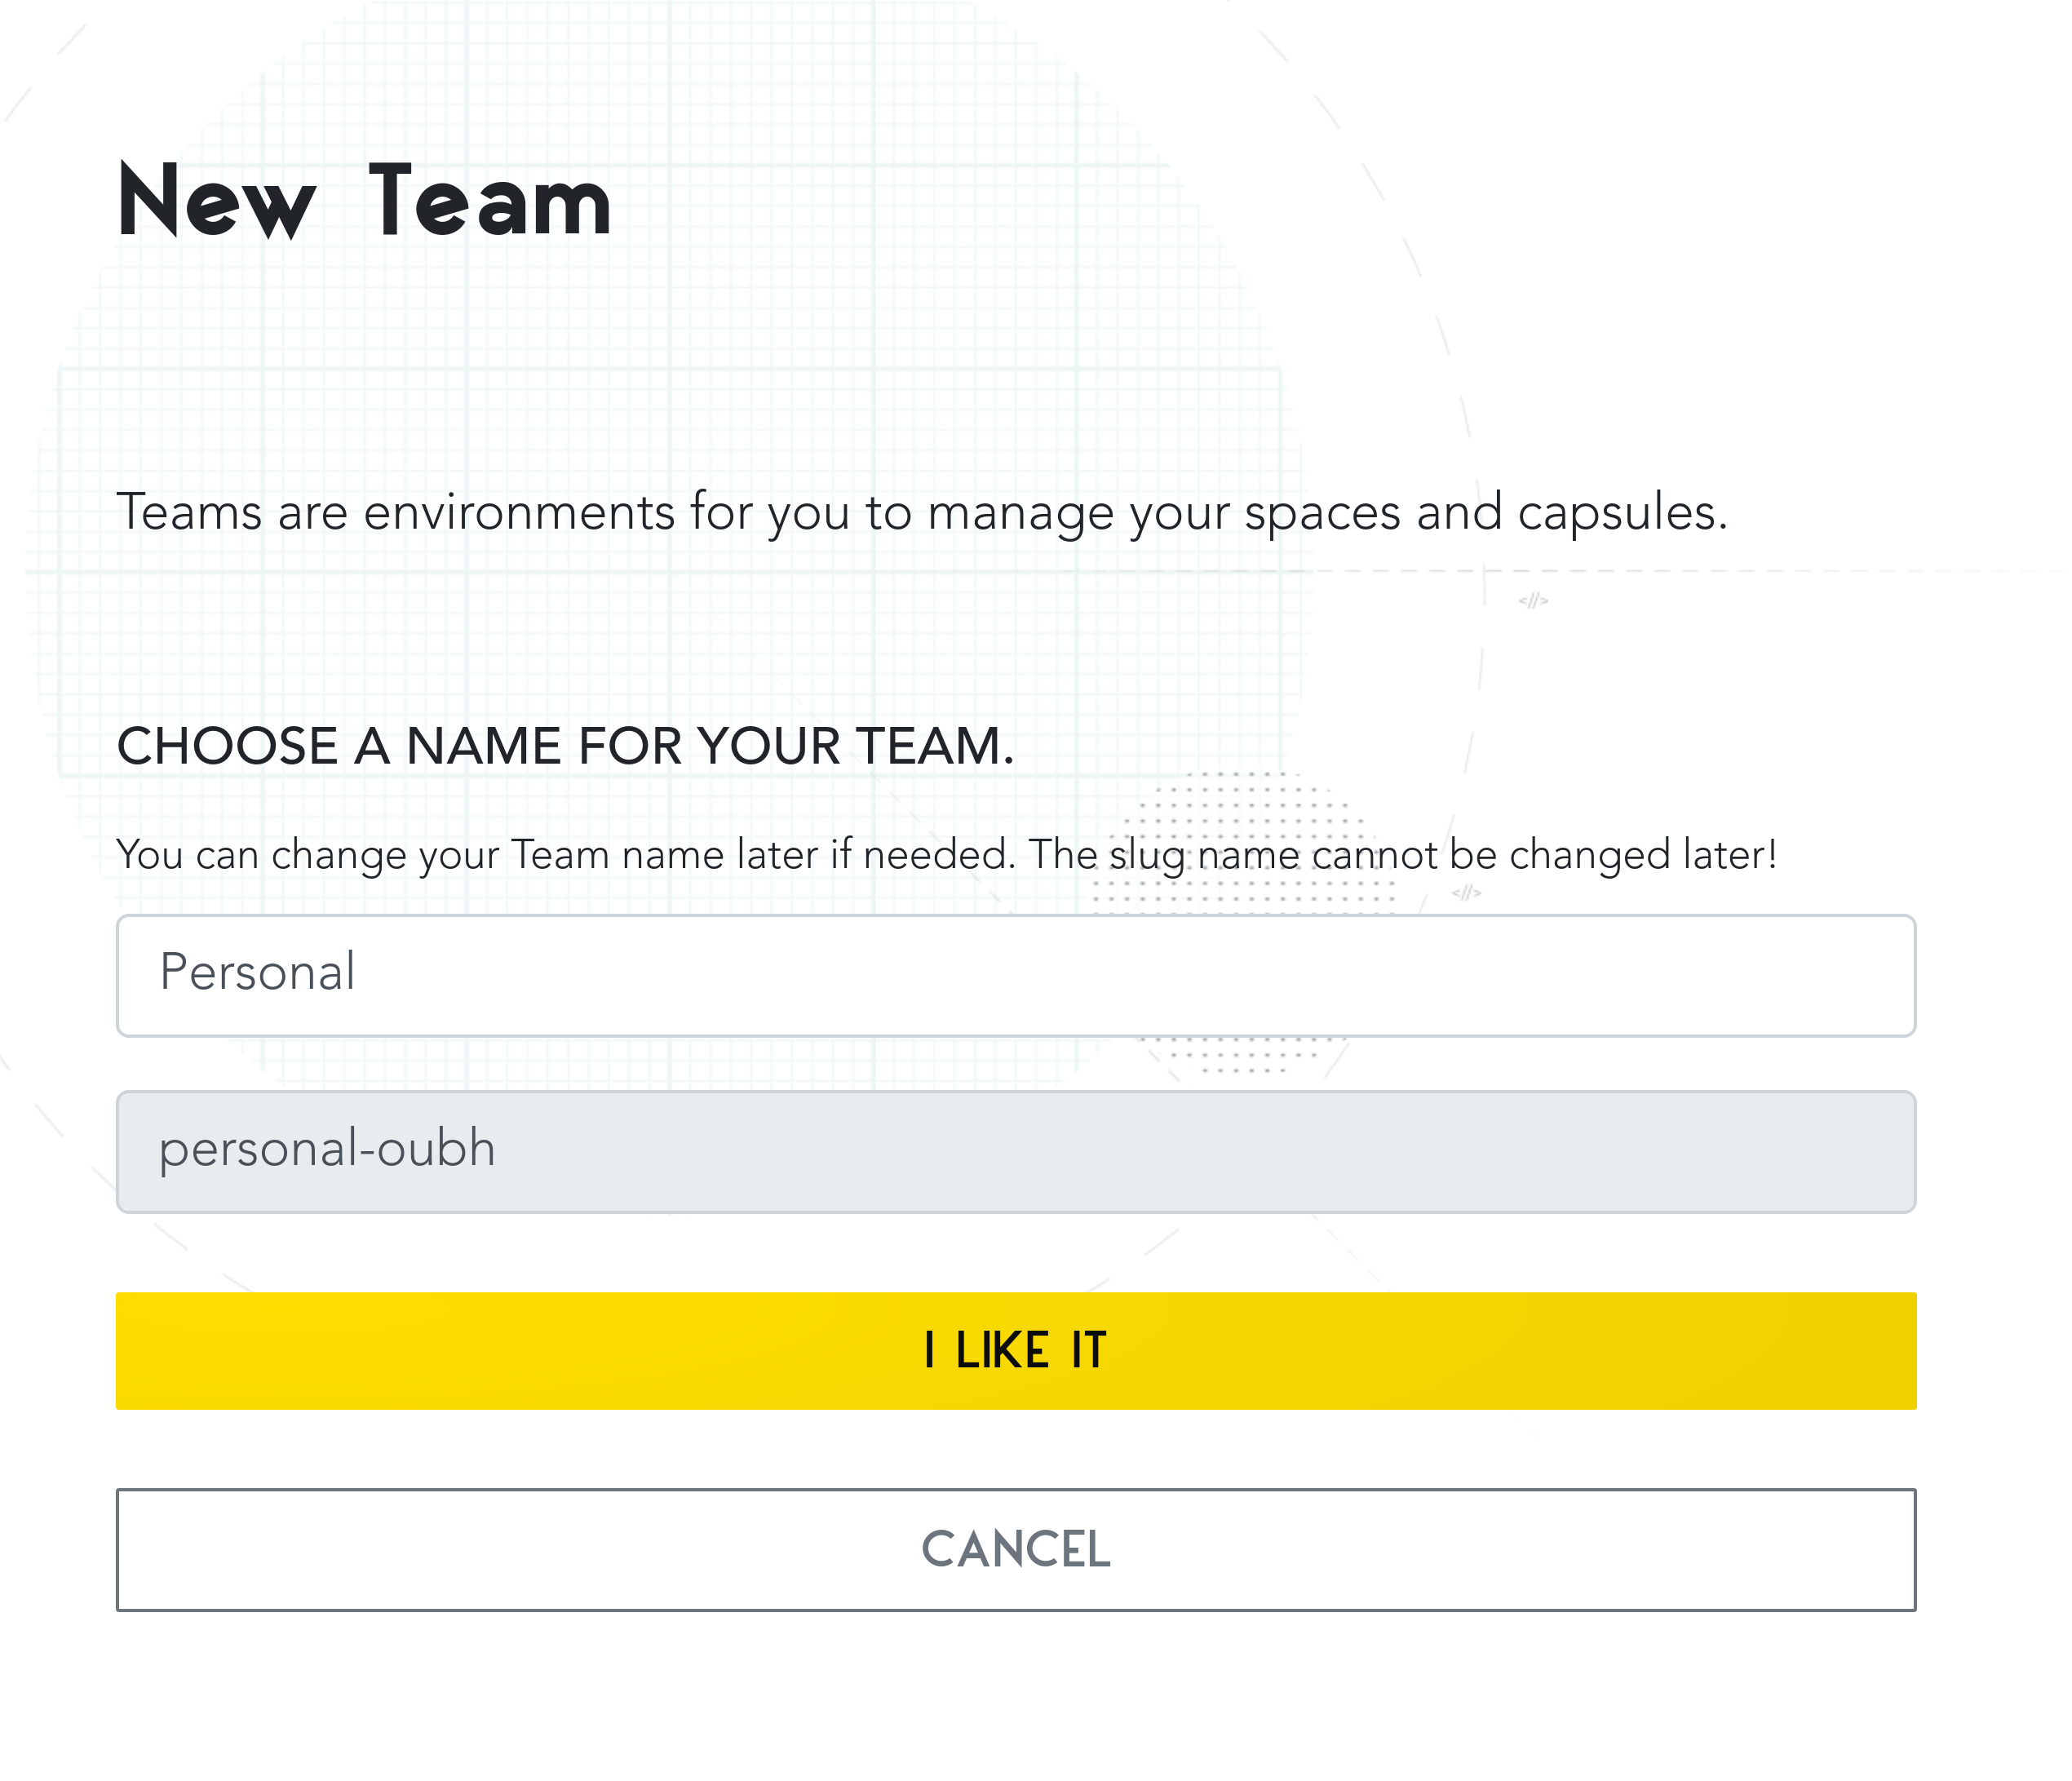 New Team
Teams are environments for you to manage your spaces and capsules.
</>
CHOOSE A NAME FOR YOUR TEAM.
You can change your Team name later if needed. The slug name cannot be changed later!
</>
Personal
personal-oubh
I LIKE IT
CANCEL